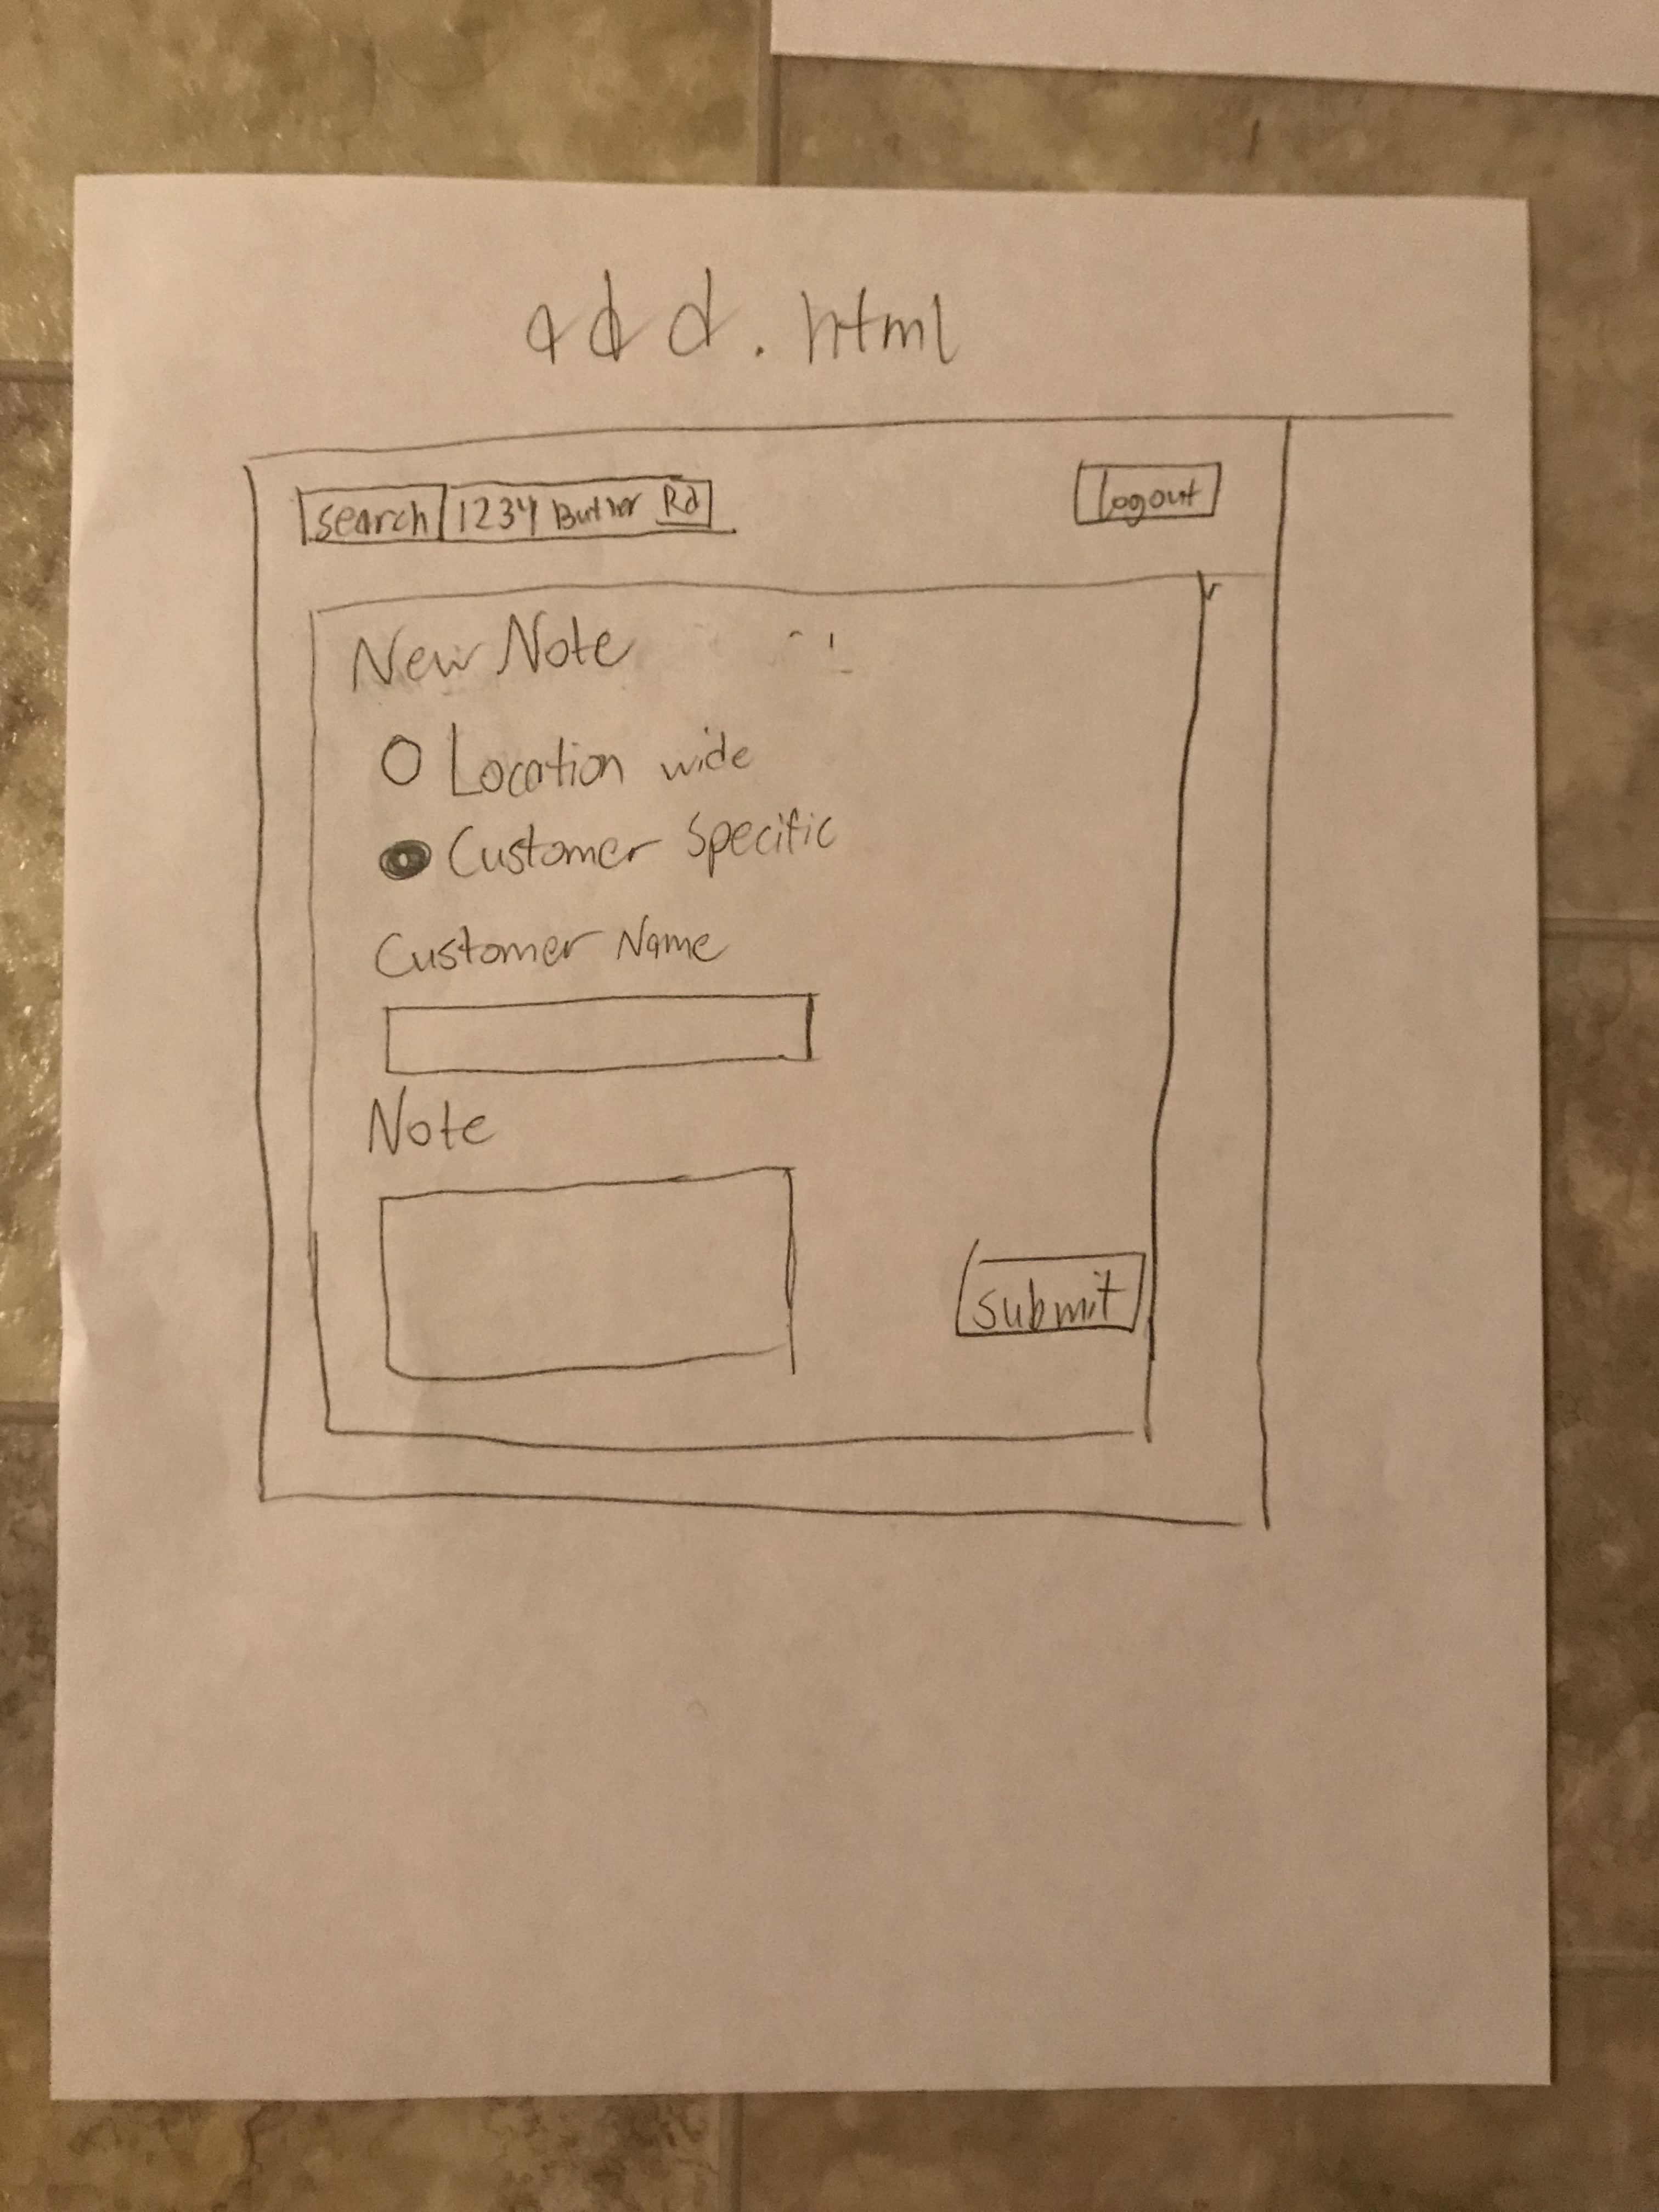 add.html
search 1234 Butler Rd logout
New Note
Location wide
Customer Specific
Customer Name
Note
submit